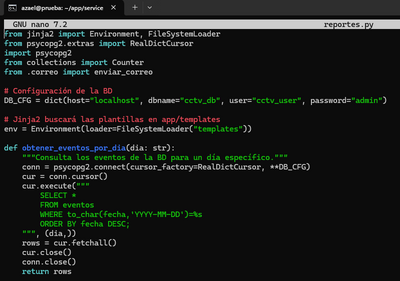 azael@prueba: ~/app/service
GNU nano 7.2
reportes.py
from jinja2 import Environment, FileSystemLoader
from psycopg2.extras import RealDictCursor
import psycopg2
from collections import Counter
from .correo import enviar_correo

# Configuración de la BD
DB_CFG = dict(host="localhost", dbname="cctv_db", user="cctv_user", password="admin")

# Jinja2 buscará las plantillas en app/templates
env = Environment(loader=FileSystemLoader("templates"))

def obtener_eventos_por_dia(dia: str):
    """Consulta los eventos de la BD para un día específico."""
    conn = psycopg2.connect(cursor_factory=RealDictCursor, **DB_CFG)
    cur = conn.cursor()
    cur.execute("""
        SELECT *
        FROM eventos
        WHERE to_char(fecha,'YYYY-MM-DD')=%s
        ORDER BY fecha DESC;
    """, (dia,))
    rows = cur.fetchall()
    cur.close()
    conn.close()
    return rows